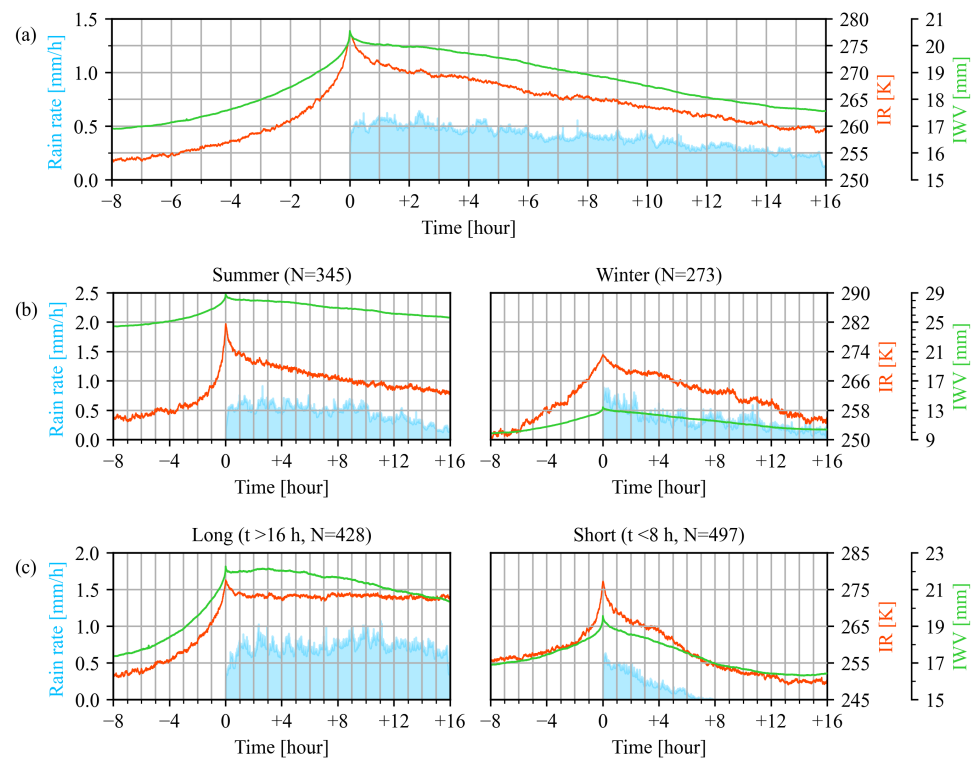 (a)
Rain rate [mm/h]
1.5
1.0
0.5
0.0
280
275
270
265
260
255
250
IR [K]
21
20
19
18
17
16
15
IWV [mm]
−8 −6 −4 −2 0 +2 +4 +6 +8 +10 +12 +14 +16
Time [hour]
(b)
Summer (N=345)
Rain rate [mm/h]
2.5
2.0
1.5
1.0
0.5
0.0
−8 −4 0 +4 +8 +12 +16
Time [hour]
Winter (N=273)
290
282
274
266
258
250
IR [K]
29
25
21
17
13
9
IWV [mm]
−8 −4 0 +4 +8 +12 +16
Time [hour]
(c)
Long (t >16 h, N=428)
Rain rate [mm/h]
2.0
1.5
1.0
0.5
0.0
−8 −4 0 +4 +8 +12 +16
Time [hour]
Short (t <8 h, N=497)
285
275
265
255
245
IR [K]
23
21
19
17
15
IWV [mm]
−8 −4 0 +4 +8 +12 +16
Time [hour]